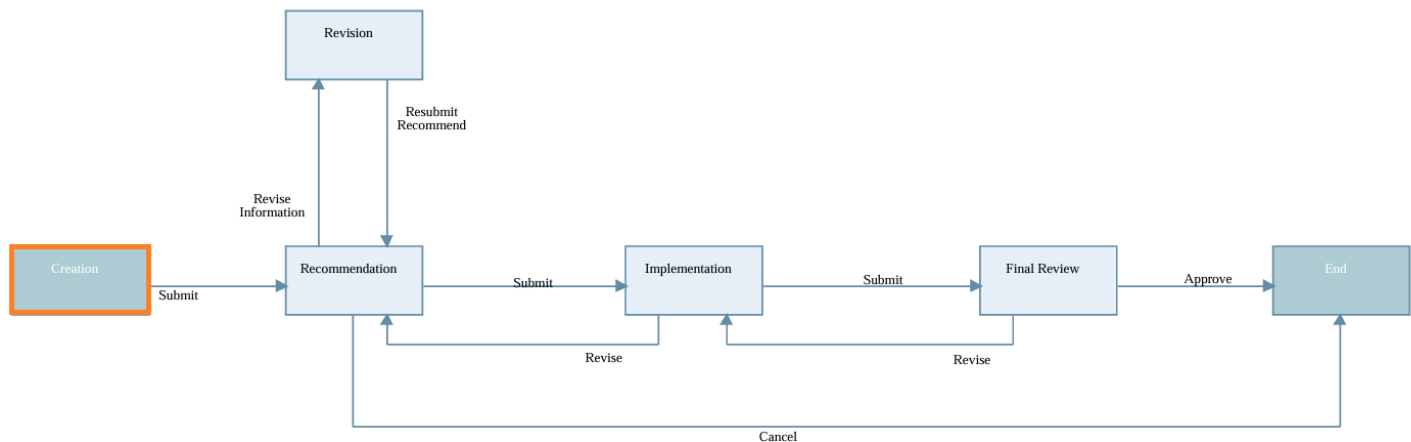 Revision
Resubmit
Recommend
Revise
Information
Creation
Recommendation
Implementation
Final Review
End
Submit
Submit
Submit
Approve
Revise
Revise
Cancel